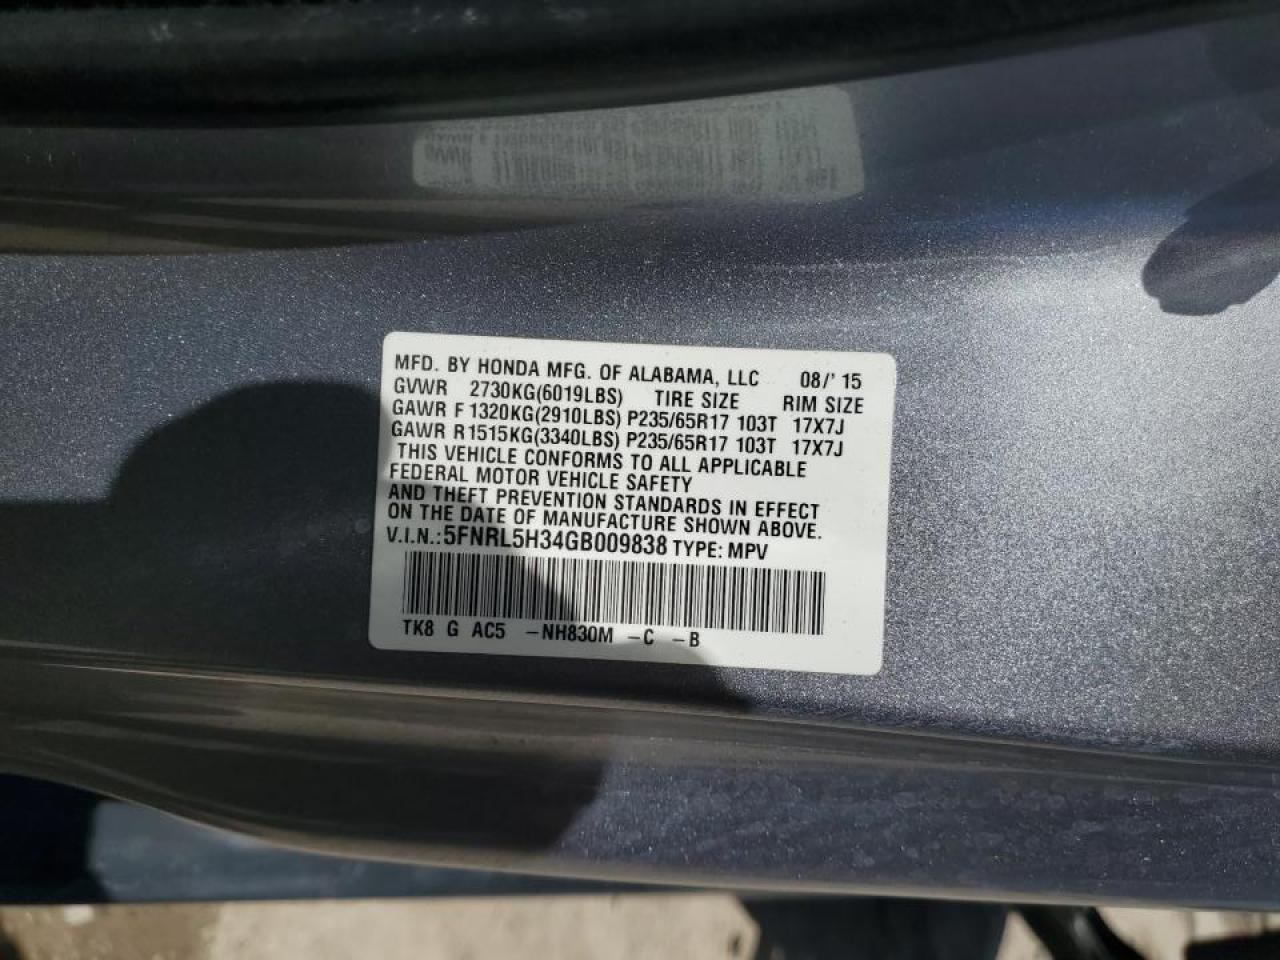 MFD. BY HONDA MFG. OF ALABAMA, LLC 08/'15
GVWR 2730KG(6019LBS) TIRE SIZE RIM SIZE
GAWR F 1320KG(2910LBS) P235/65R17 103T 17X7J
GAWR R1515KG(3340LBS) P235/65R17 103T 17X7J
THIS VEHICLE CONFORMS TO ALL APPLICABLE
FEDERAL MOTOR VEHICLE SAFETY
AND THEFT PREVENTION STANDARDS IN EFFECT
ON THE DATE OF MANUFACTURE SHOWN ABOVE.
V.I.N.: 5FNRL5H34GB009838 TYPE: MPV
TK8 G AC5 -NH830M -C -B